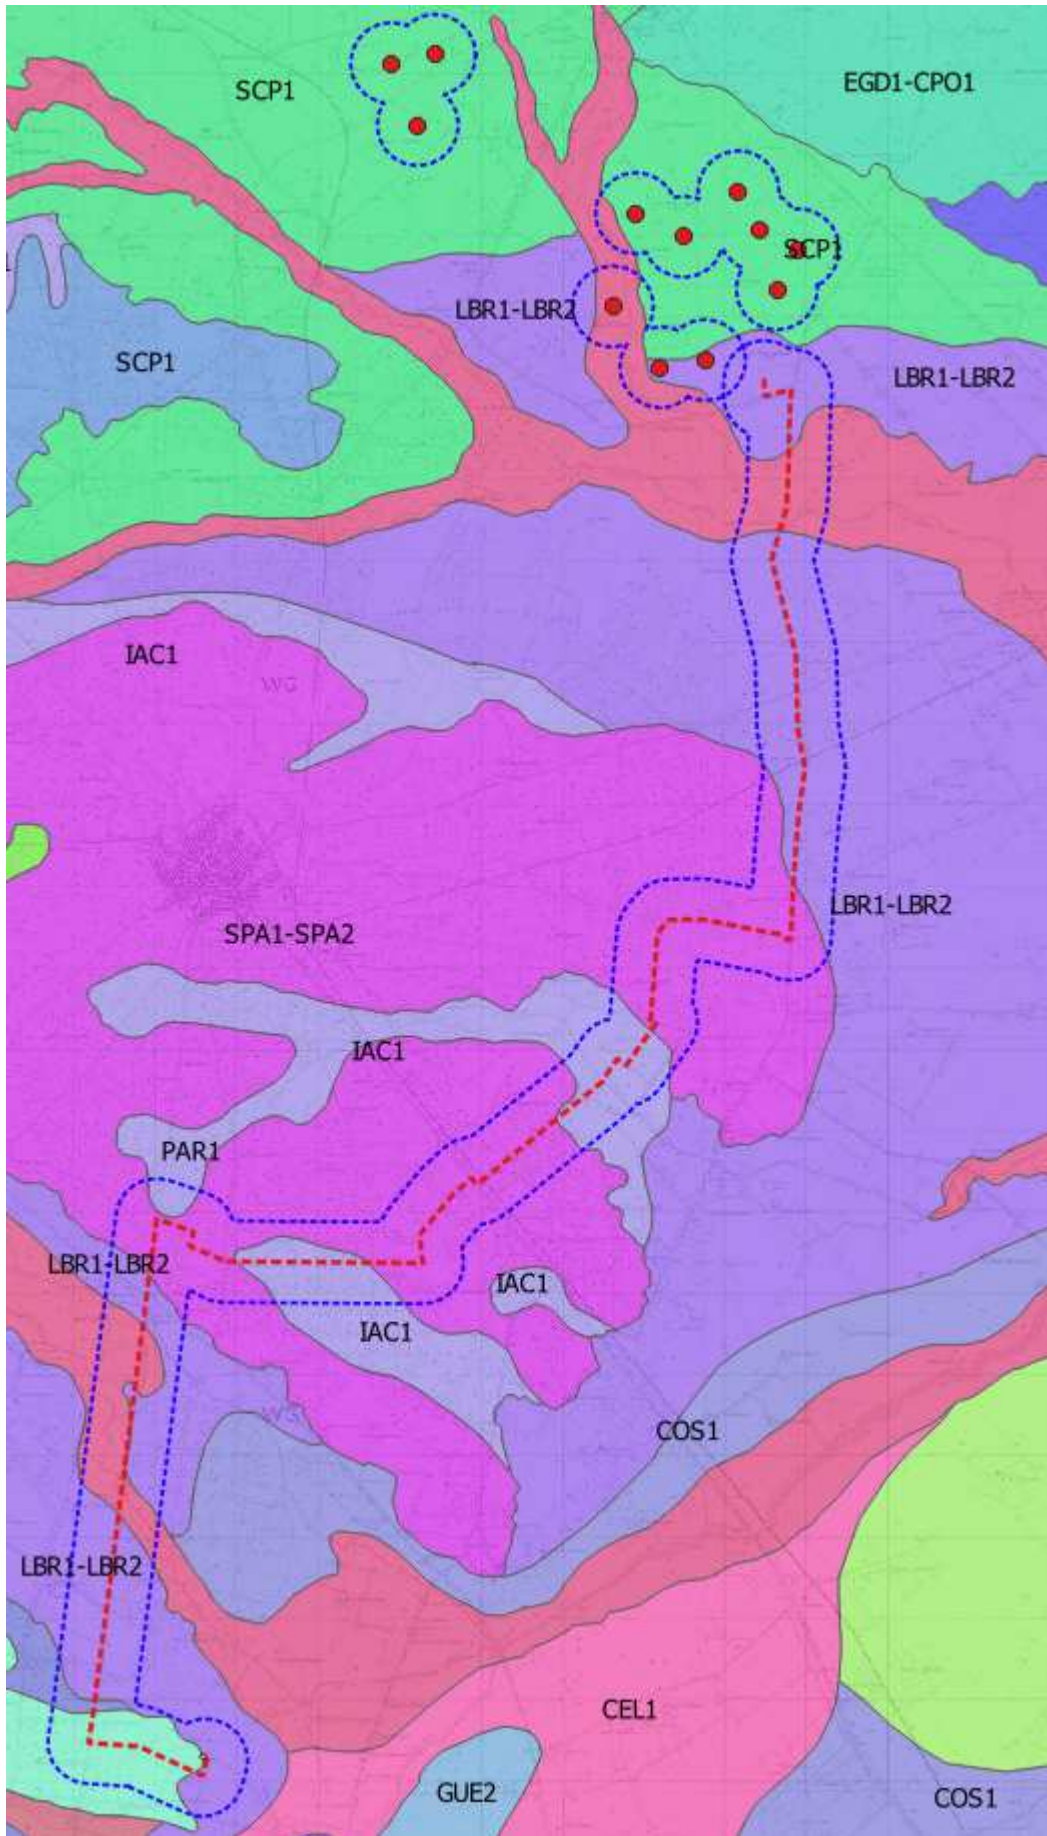 SCP1
EGD1-CPO1
SCP1
LBR1-LBR2
SCP1
LBR1-LBR2
IAC1
LBR1-LBR2
SPA1-SPA2
IAC1
PAR1
LBR1-LBR2
IAC1
IAC1
COS1
LBR1-LBR2
CEL1
GUE2
COS1